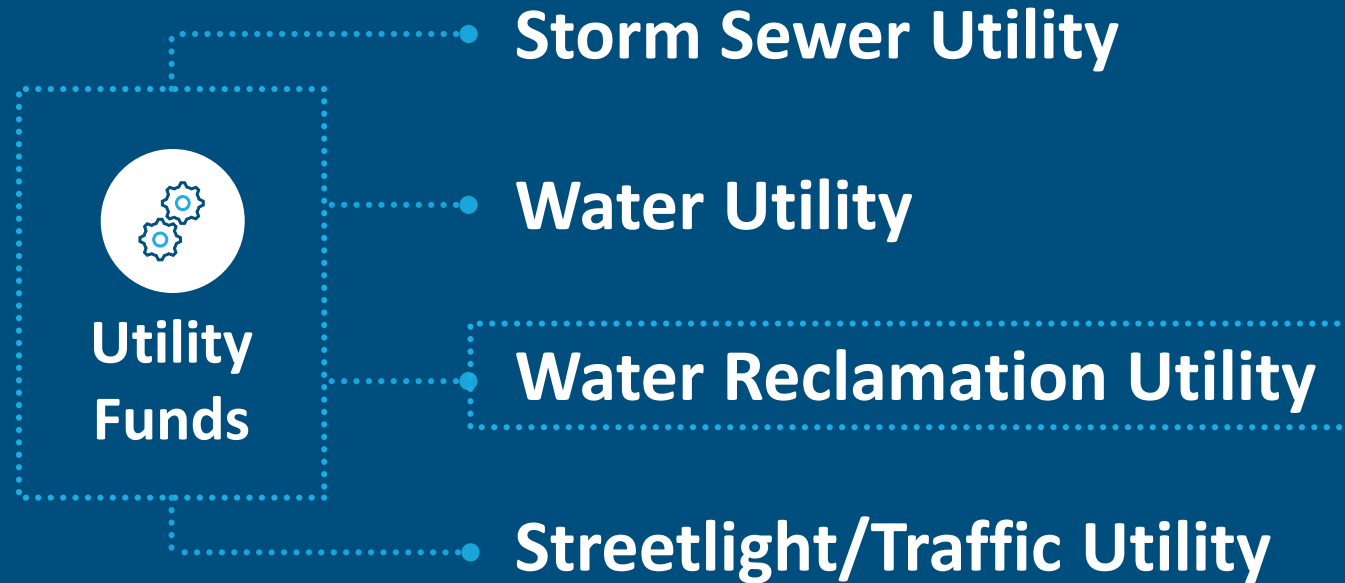 Storm Sewer Utility
Water Utility
Utility
Funds
Water Reclamation Utility
Streetlight/Traffic Utility